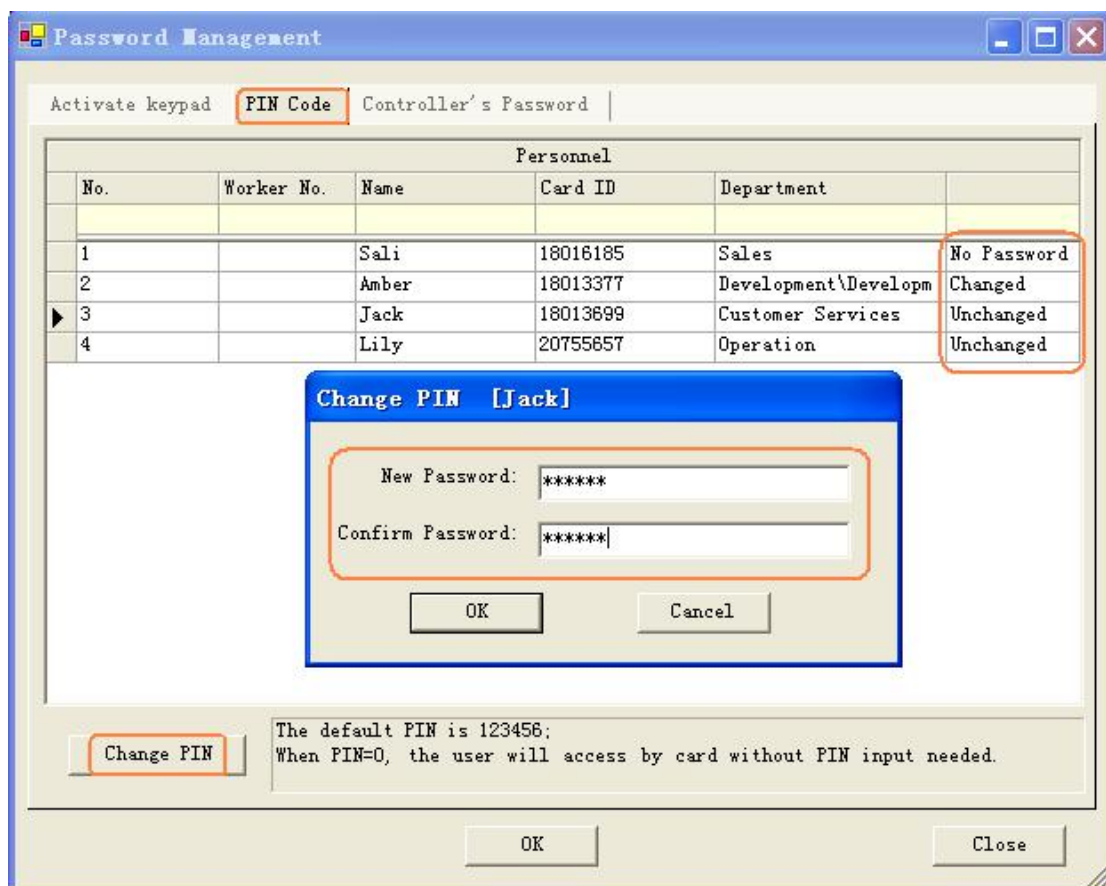 Password Management
Activate keypad PIN Code Controller's Password
Personnel
No. Worker No. Name Card ID Department
1 Sali 18016185 Sales No Password
2 Amber 18013377 Development\Developm Changed
3 Jack 18013699 Customer Services Unchanged
4 Lily 20755657 Operation Unchanged
Change PIN [Jack]
New Password: ******
Confirm Password: ******
OK Cancel
Change PIN
The default PIN is 123456;
When PIN=0, the user will access by card without PIN input needed.
OK Close